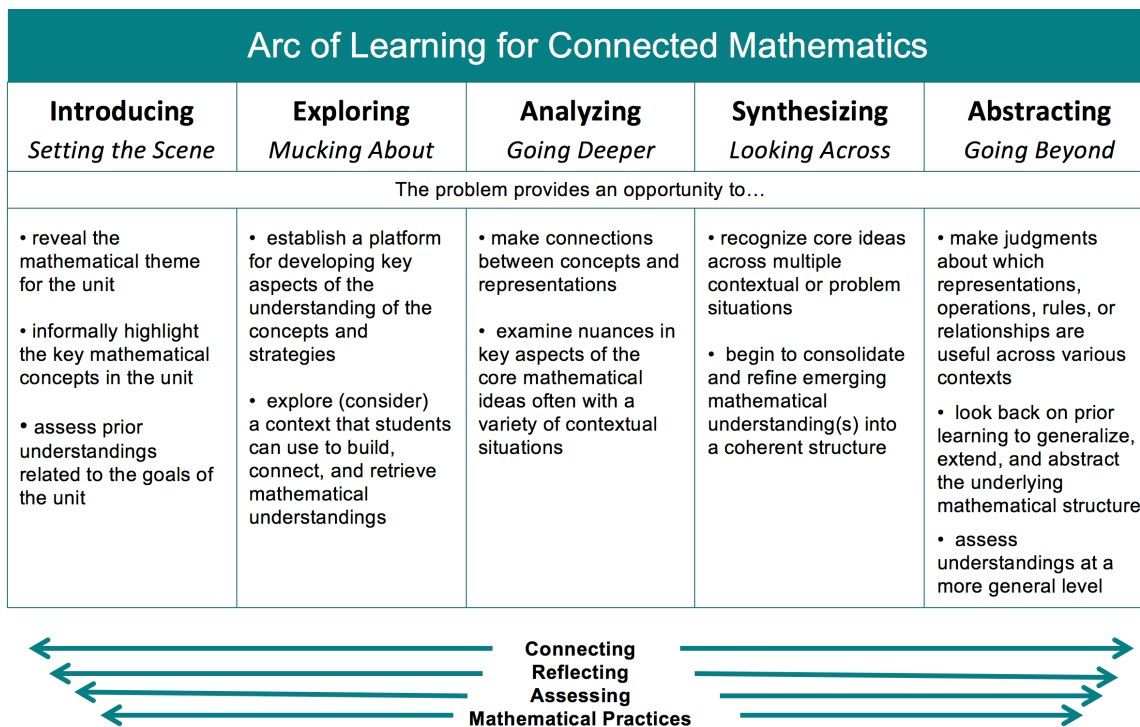 Arc of Learning for Connected Mathematics
Introducing
Setting the Scene
Exploring
Mucking About
Analyzing
Going Deeper
Synthesizing
Looking Across
Abstracting
Going Beyond
The problem provides an opportunity to…
• reveal the
mathematical theme
for the unit
• informally highlight
the key mathematical
concepts in the unit
• assess prior
understandings
related to the goals of
the unit
• establish a platform
for developing key
aspects of the
understanding of the
concepts and
strategies
• explore (consider)
a context that students
can use to build,
connect, and retrieve
mathematical
understandings
• make connections
between concepts and
representations
• examine nuances in
key aspects of the
core mathematical
ideas often with a
variety of contextual
situations
• recognize core ideas
across multiple
contextual or problem
situations
• begin to consolidate
and refine emerging
mathematical
understanding(s) into
a coherent structure
• make judgments
about which
representations,
operations, rules, or
relationships are
useful across various
contexts
• look back on prior
learning to generalize,
extend, and abstract
the underlying
mathematical structure
• assess
understandings at a
more general level
Connecting
Reflecting
Assessing
Mathematical Practices